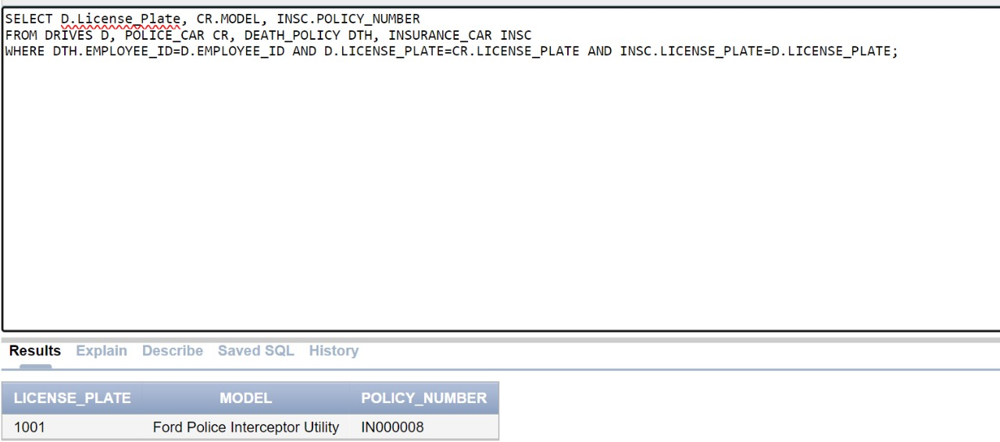 SELECT D.License_Plate, CR.MODEL, INSC.POLICY_NUMBER
FROM DRIVES D, POLICE_CAR CR, DEATH_POLICY DTH, INSURANCE_CAR INSC
WHERE DTH.EMPLOYEE_ID=D.EMPLOYEE_ID AND D.LICENSE_PLATE=CR.LICENSE_PLATE AND INSC.LICENSE_PLATE=D.LICENSE_PLATE;
Results Explain Describe Saved SQL History
LICENSE_PLATE MODEL POLICY_NUMBER
1001 Ford Police Interceptor Utility IN000008